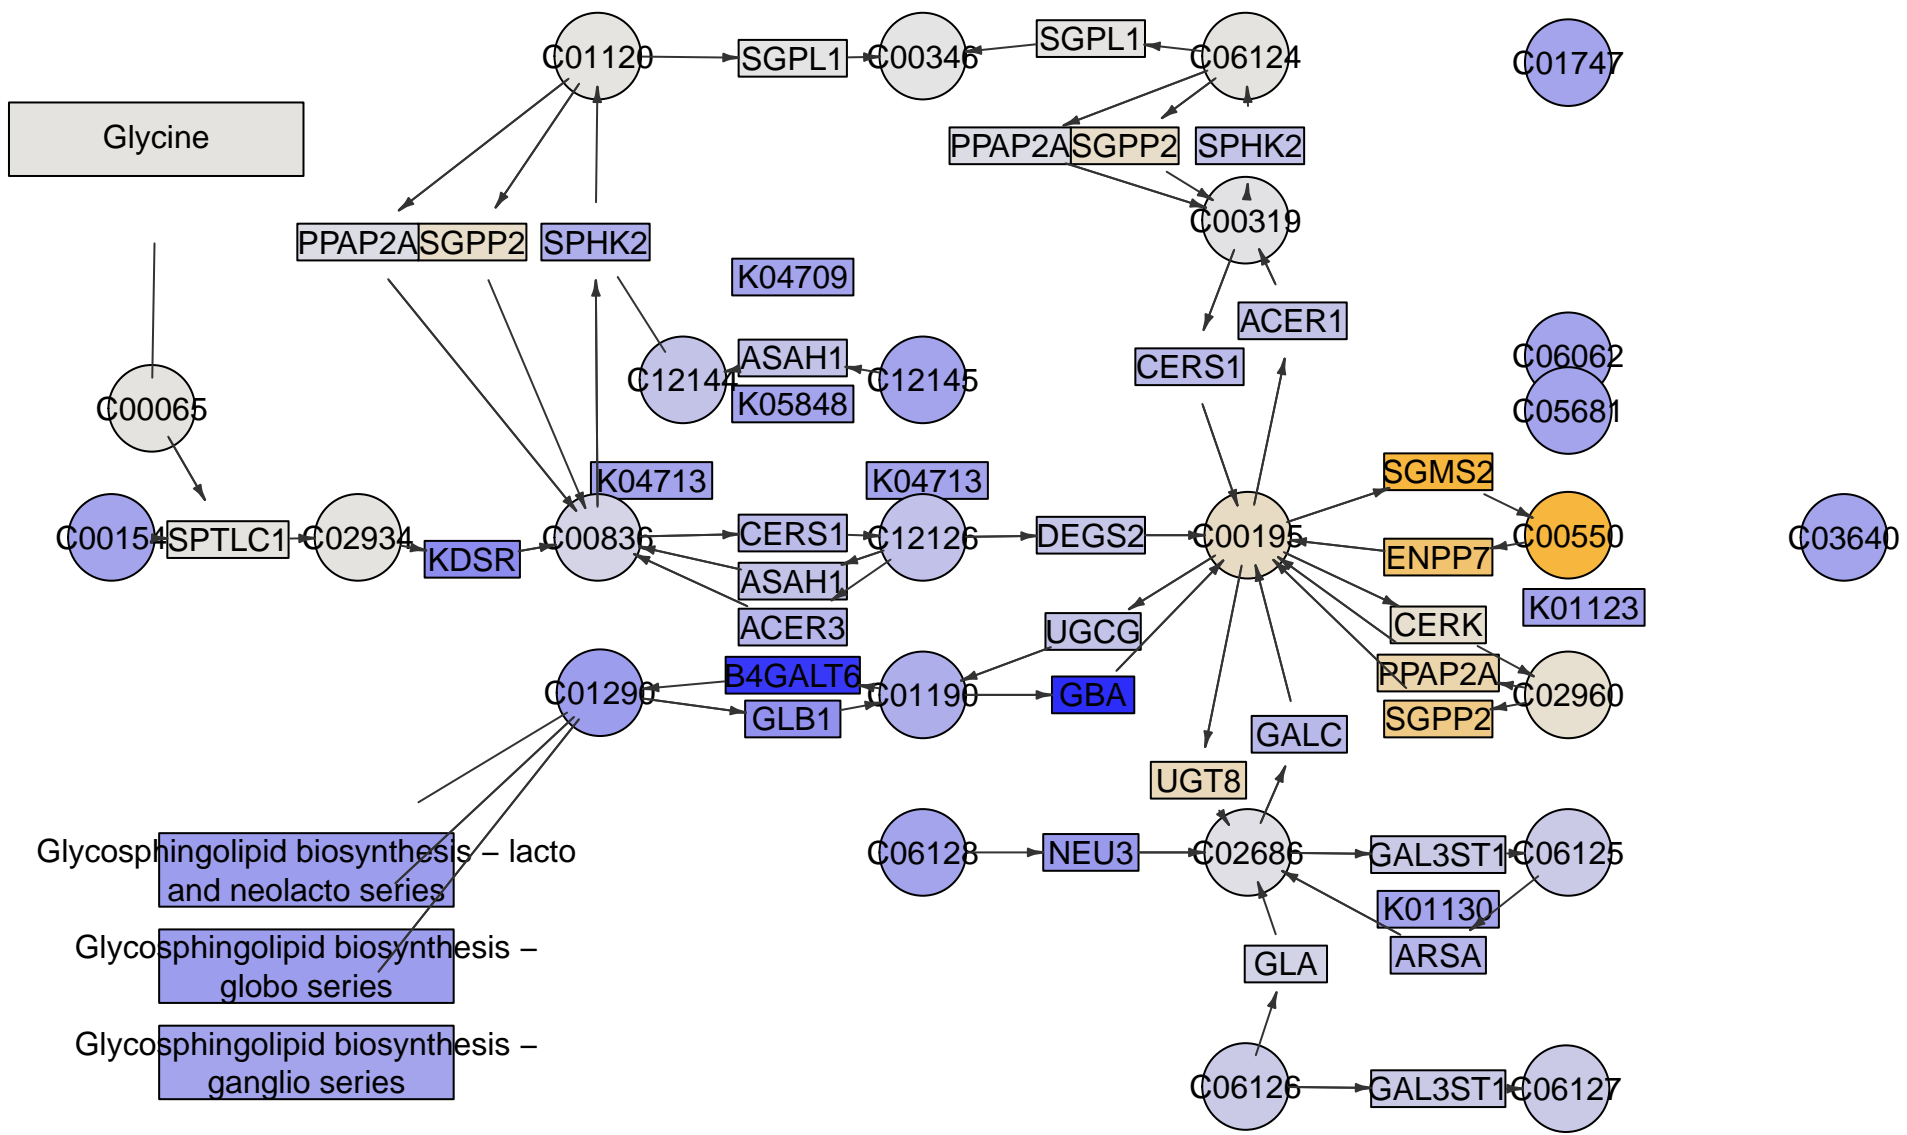 C01120
SGPL1
C00346
SGPL1
C06124
C01747
Glycine
PPAP2A
SGPP2
SPHK2
C00319
PPAP2A
SGPP2
SPHK2
K04709
ACER1
CERS1
C12144
ASAH1
C12145
K05848
C06062
C05681
C00065
K04713
K04713
SGMS2
C00154
SPTLC1
C02934
KDSR
C00836
CERS1
C12126
DEGS2
C00195
C00550
C03640
ENPP7
ASAH1
K01123
ACER3
UGCG
CERK
B4GALT6
PPAP2A
C01290
C01190
GBA
C02960
GLB1
SGPP2
GALC
UGT8
Glycosphingolipid biosynthesis – lacto
and neolacto series
C06128
NEU3
C02686
GAL3ST1
C06125
K01130
Glycosphingolipid biosynthesis –
globo series
GLA
ARSA
Glycosphingolipid biosynthesis –
ganglio series
C06126
GAL3ST1
C06127